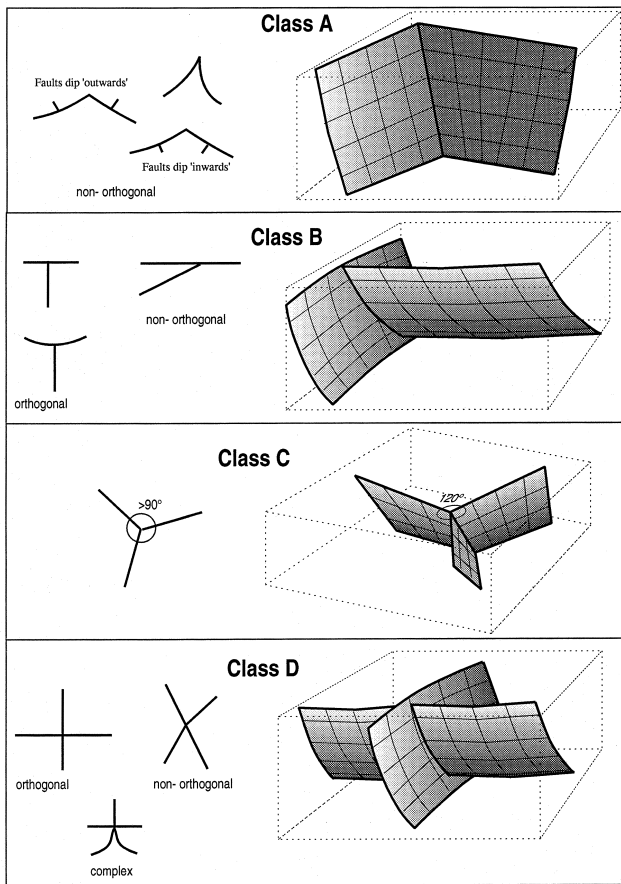 Class A
Faults dip 'outwards'
Faults dip 'inwards'
non- orthogonal
Class B
non- orthogonal
orthogonal
Class C
>90°
120°
Class D
orthogonal
non- orthogonal
complex